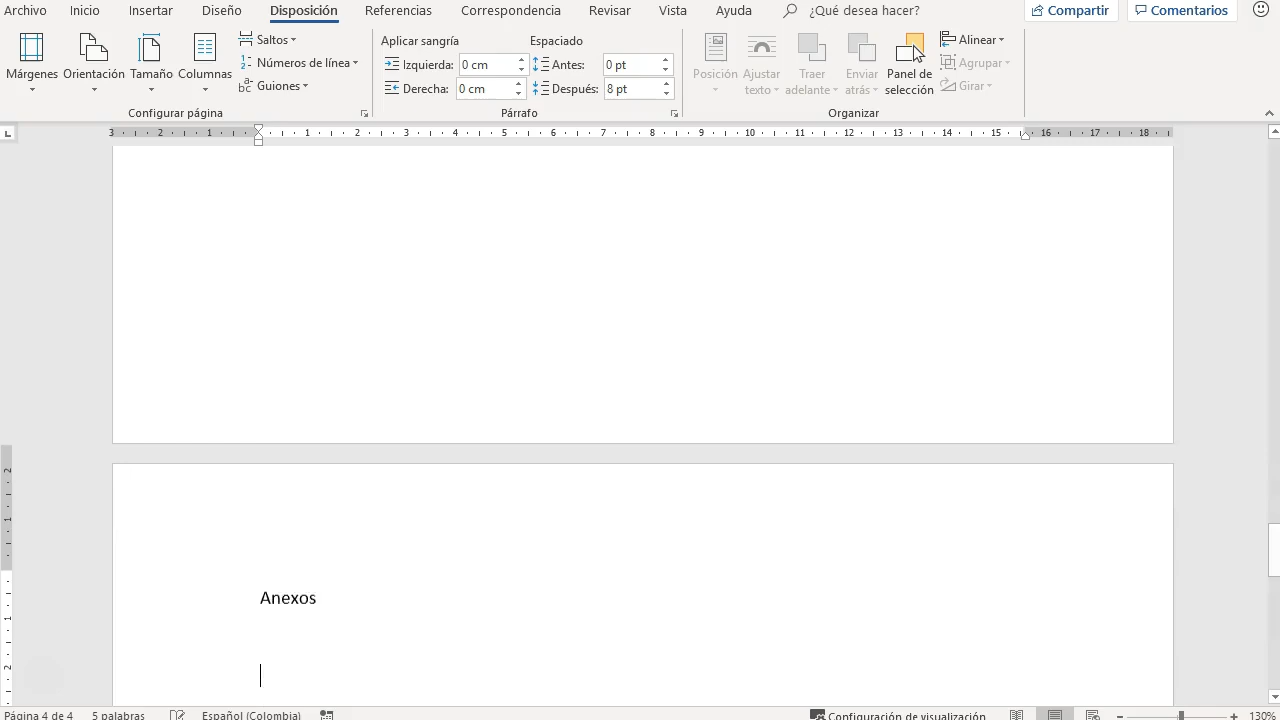 Archivo Inicio Insertar Diseño Disposición Referencias Correspondencia Revisar Vista Ayuda ¿Qué desea hacer? Compartir Comentarios
Márgenes Orientación Tamaño Columnas
Saltos
Números de línea
Guiones
Configurar página
Aplicar sangría Espaciado
Izquierda: 0 cm Antes: 0 pt
Derecha: 0 cm Después: 8 pt
Párrafo
Posición Ajustar texto Traer adelante Enviar atrás Panel de selección
Alinear
Agrupar
Girar
Organizar
3 2 1 1 2 3 4 5 6 7 8 9 10 11 12 13 14 15 16 17 18
2
1
1
2
Anexos
Página 4 de 4 5 palabras Español (Colombia) Configuración de visualización 130%